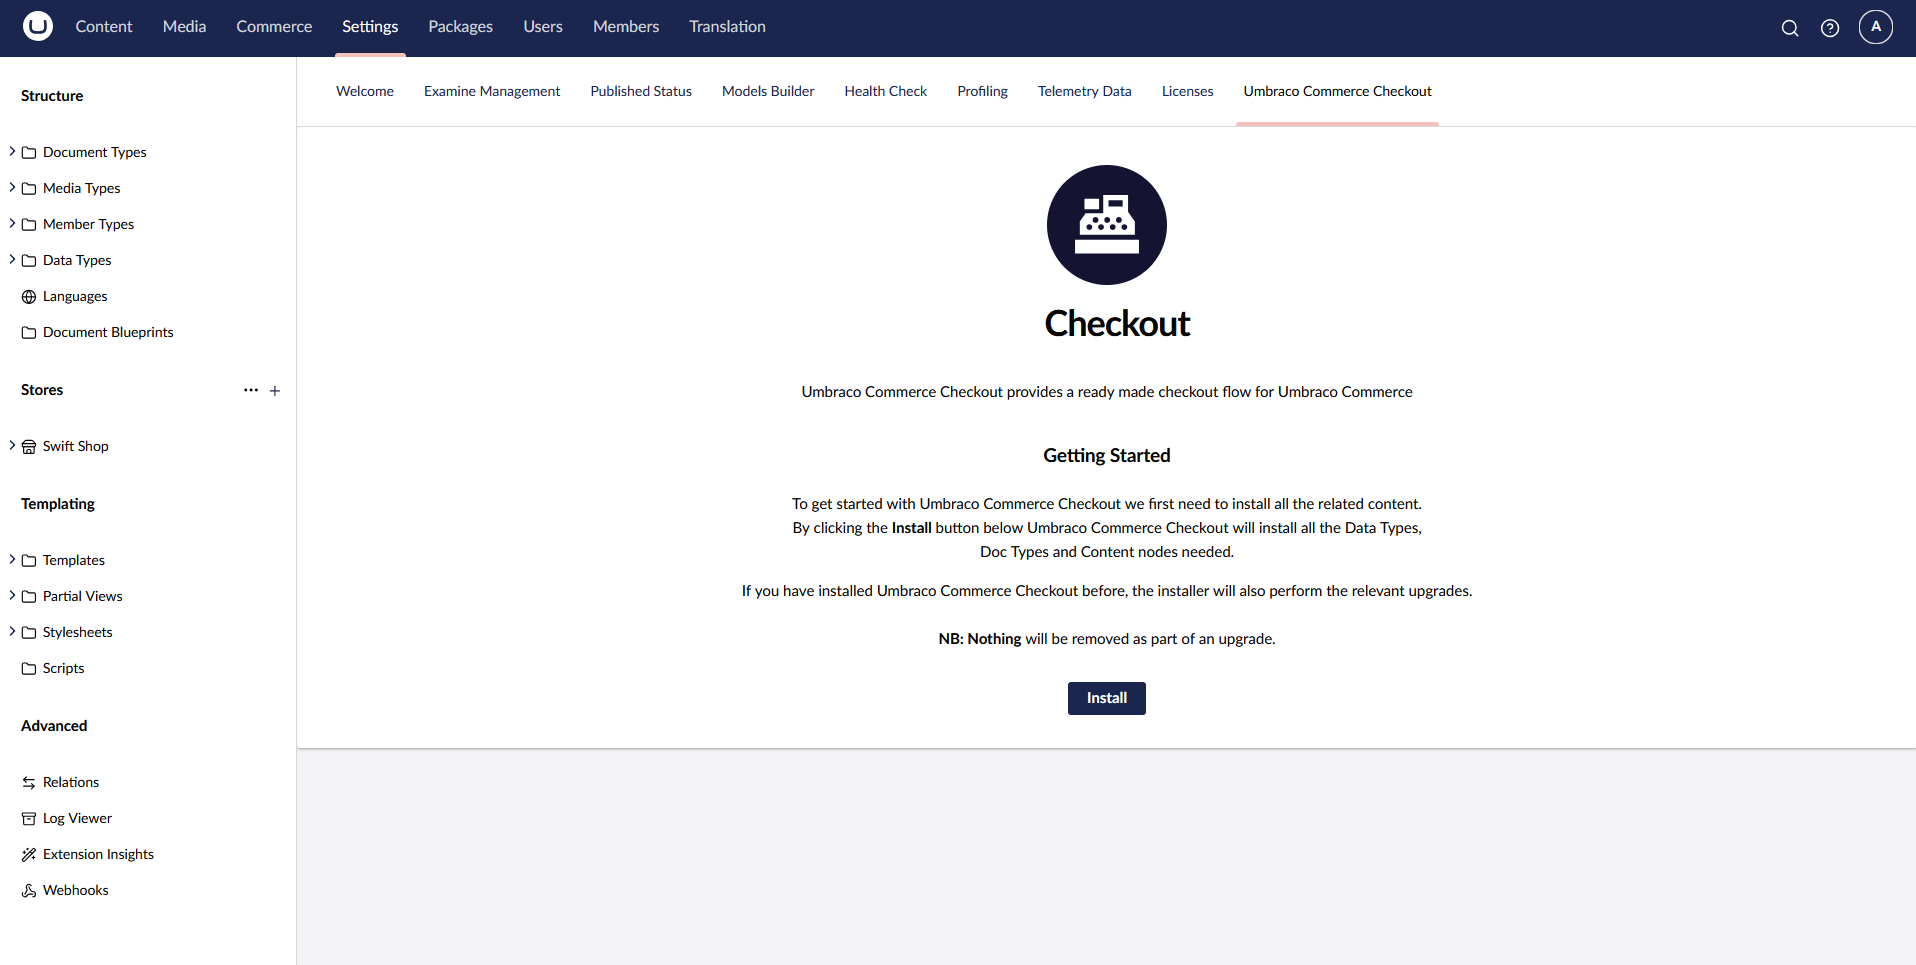 Content Media Commerce Settings Packages Users Members Translation A
Structure
Document Types
Media Types
Member Types
Data Types
Languages
Document Blueprints
Stores
Swift Shop
Templating
Templates
Partial Views
Stylesheets
Scripts
Advanced
Relations
Log Viewer
Extension Insights
Webhooks
Welcome Examine Management Published Status Models Builder Health Check Profiling Telemetry Data Licenses Umbraco Commerce Checkout
Checkout
Umbraco Commerce Checkout provides a ready made checkout flow for Umbraco Commerce
Getting Started
To get started with Umbraco Commerce Checkout we first need to install all the related content.
By clicking the Install button below Umbraco Commerce Checkout will install all the Data Types,
Doc Types and Content nodes needed.
If you have installed Umbraco Commerce Checkout before, the installer will also perform the relevant upgrades.
NB: Nothing will be removed as part of an upgrade.
Install